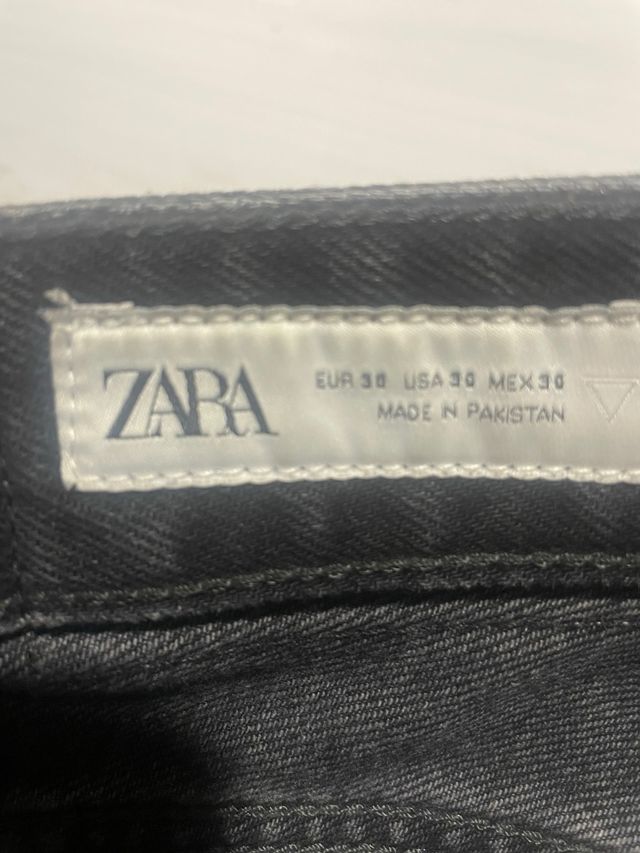 ZARA
EUR 38 USA 30 MEX 30
MADE IN PAKISTAN